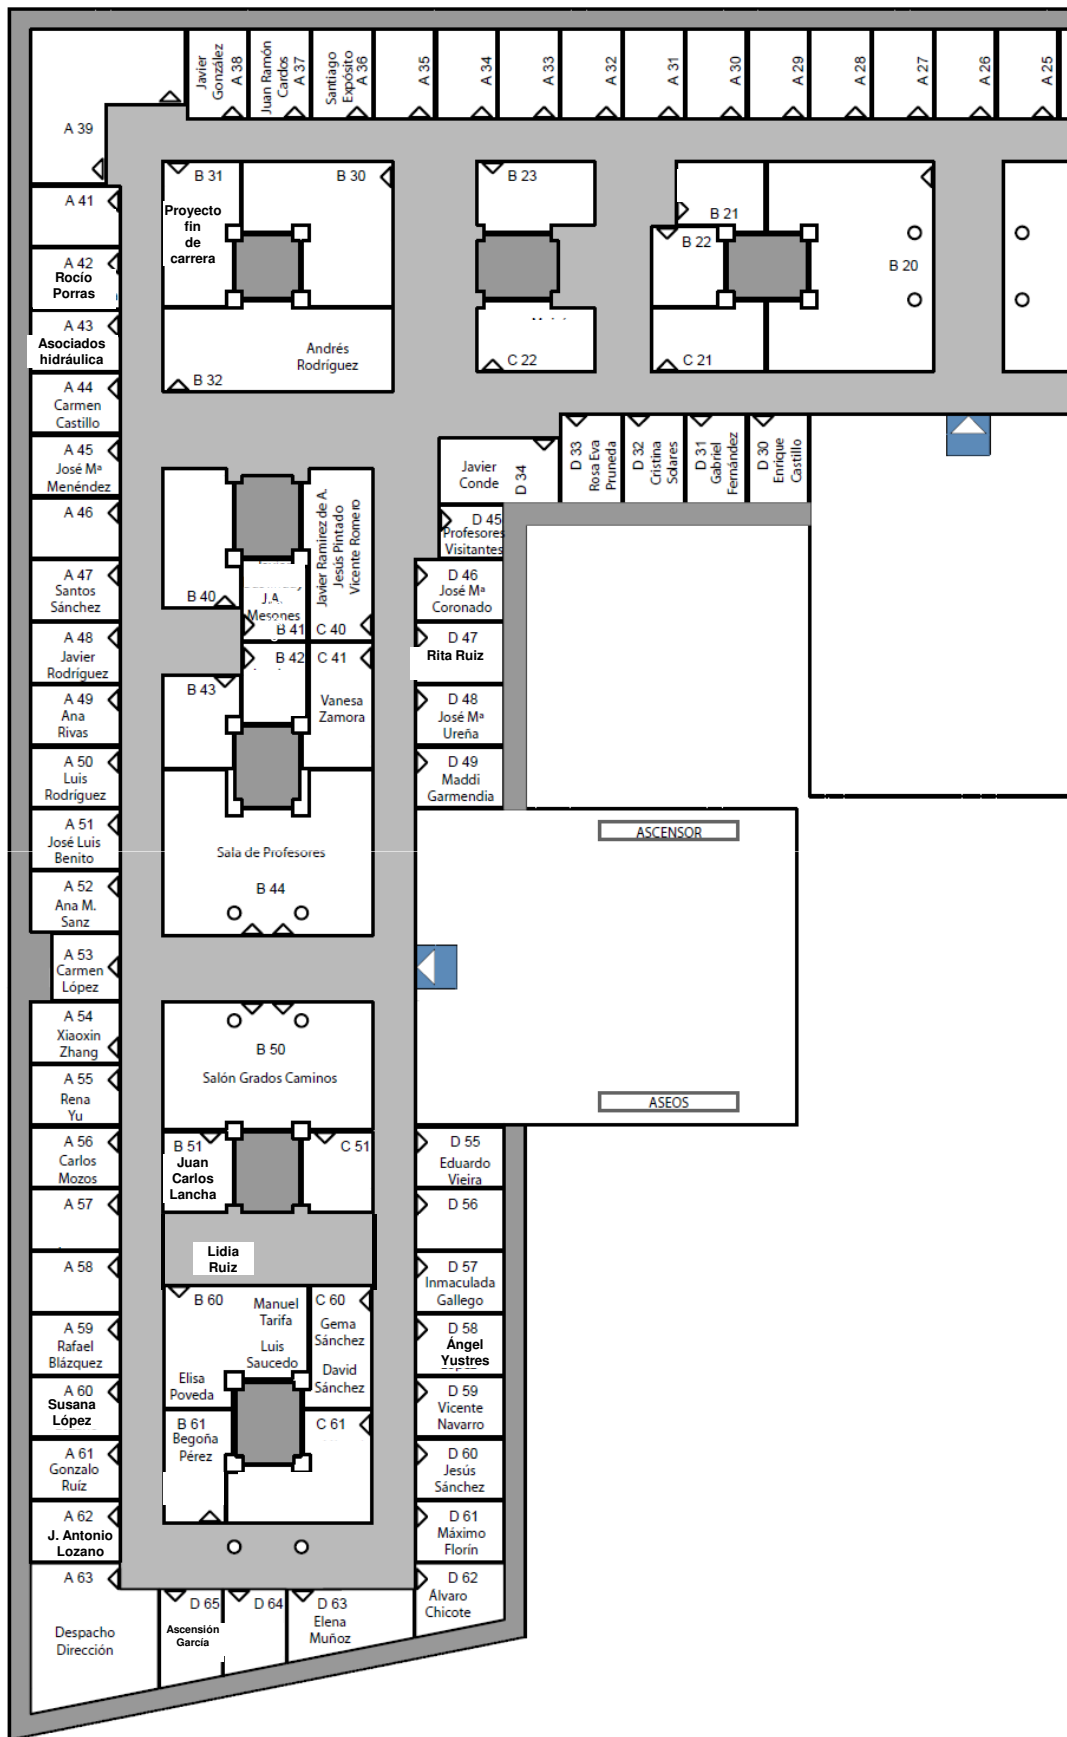 Javier
González
A 38
Juan Ramón
Cardos
A 37
Santiago
Expósito
A 36
A 35
A 34
A 33
A 32
A 31
A 30
A 29
A 28
A 27
A 26
A 25
A 39
A 41
A 42
Rocío
Porras
A 43
Asociados
hidráulica
A 44
Carmen
Castillo
A 45
José Mª
Menéndez
A 46
A 47
Santos
Sánchez
A 48
Javier
Rodríguez
A 49
Ana
Rivas
A 50
Luis
Rodríguez
A 51
José Luis
Benito
A 52
Ana M.
Sanz
A 53
Carmen
López
A 54
Xiaoxin
Zhang
A 55
Rena
Yu
A 56
Carlos
Mozos
A 57
A 58
A 59
Rafael
Blázquez
A 60
Susana
López
A 61
Gonzalo
Ruíz
A 62
J. Antonio
Lozano
A 63
Despacho
Dirección
B 31
Proyecto
fin
de
carrera
B 30
Andrés
Rodríguez
B 32
B 23
C 22
B 21
B 22
C 21
B 20
Javier
Conde
D 34
D 33
Rosa Eva
Pruneda
D 32
Cristina
Solares
D 31
Gabriel
Fernández
D 30
Enrique
Castillo
D 45
Profesores
Visitantes
D 46
José Mª
Coronado
D 47
Rita Ruiz
D 48
José Mª
Ureña
D 49
Maddi
Garmendia
B 40
J.A.
Mesones
B 41
Javier Ramirez de A.
Jesús Pintado
Vicente Romero
C 40
B 42
C 41
Vanesa
Zamora
B 43
Sala de Profesores
B 44
ASCENSOR
ASEOS
B 50
Salón Grados Caminos
B 51
Juan
Carlos
Lancha
C 51
Lidia
Ruiz
B 60
Manuel
Tarifa
Luis
Saucedo
Elisa
Poveda
C 60
Gema
Sánchez
David
Sánchez
B 61
Begoña
Pérez
C 61
D 55
Eduardo
Vieira
D 56
D 57
Inmaculada
Gallego
D 58
Ángel
Yustres
D 59
Vicente
Navarro
D 60
Jesús
Sánchez
D 61
Máximo
Florín
D 62
Álvaro
Chicote
D 65
Ascensión
García
D 64
D 63
Elena
Muñoz